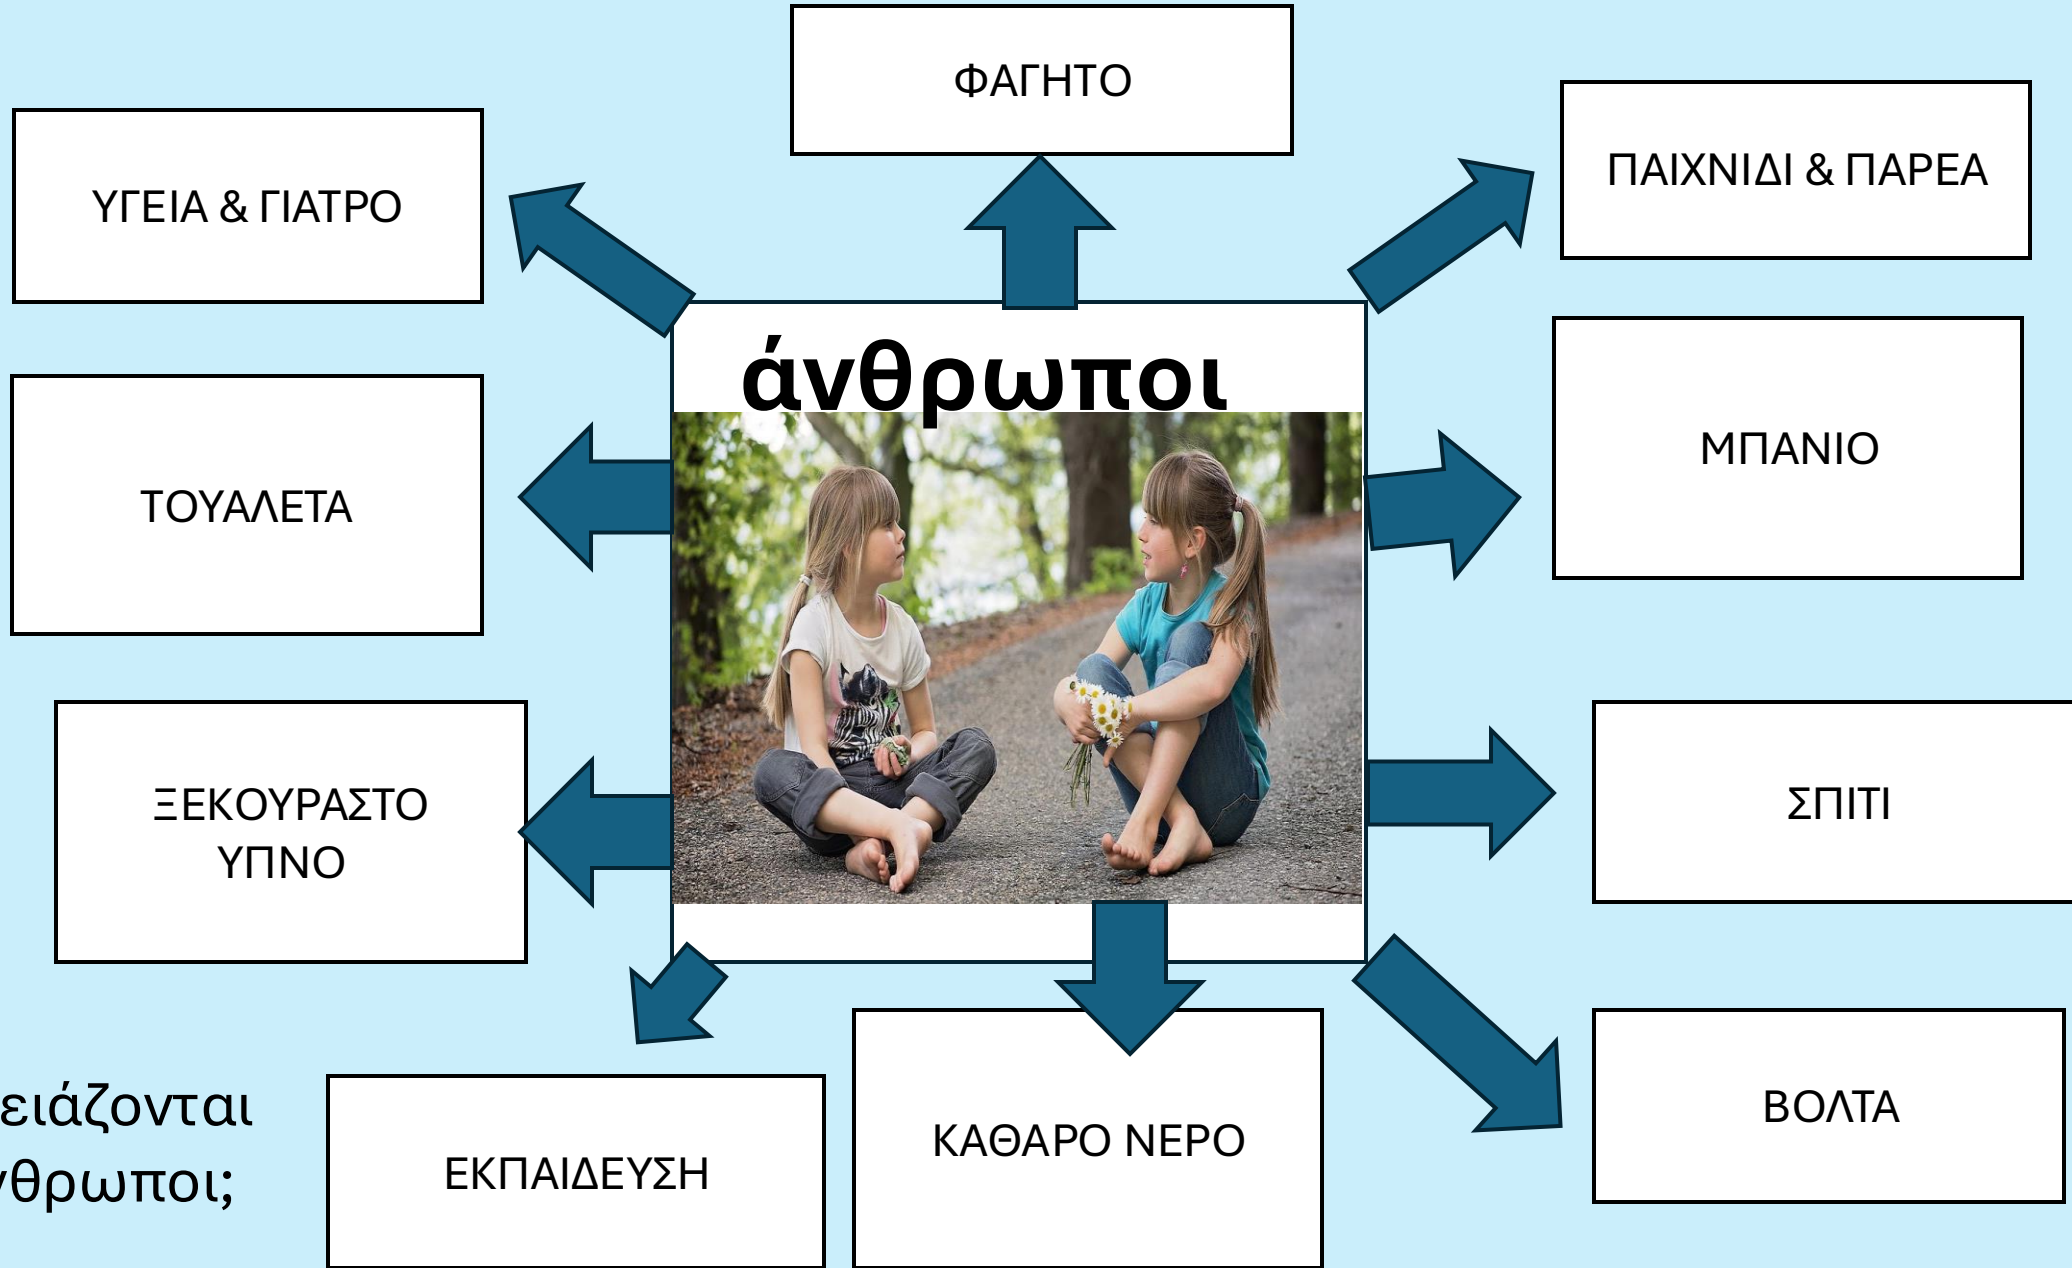 ΦΑΓΗΤΟ
ΠΑΙΧΝΙΔΙ & ΠΑΡΕΑ
ΥΓΕΙΑ & ΓΙΑΤΡΟ
άνθρωποι
ΜΠΑΝΙΟ
ΤΟΥΑΛΕΤΑ
ΞΕΚΟΥΡΑΣΤΟ
ΥΠΝΟ
ΣΠΙΤΙ
ΒΟΛΤΑ
ΚΑΘΑΡΟ ΝΕΡΟ
ΕΚΠΑΙΔΕΥΣΗ
ειάζονται
νθρωποι;